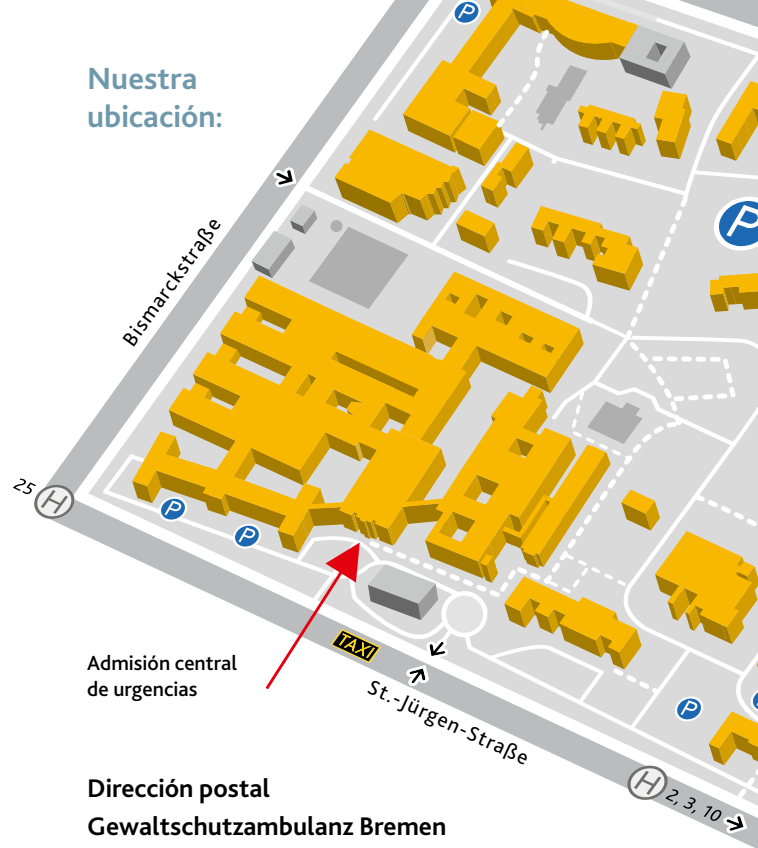 P
Nuestra
ubicación:
P
Bismarckstraße
25 H
P
P
Admisión central
de urgencias
TAXI
St.-Jürgen-Straße
P
H 2, 3, 10
Dirección postal
Gewaltschutzambulanz Bremen